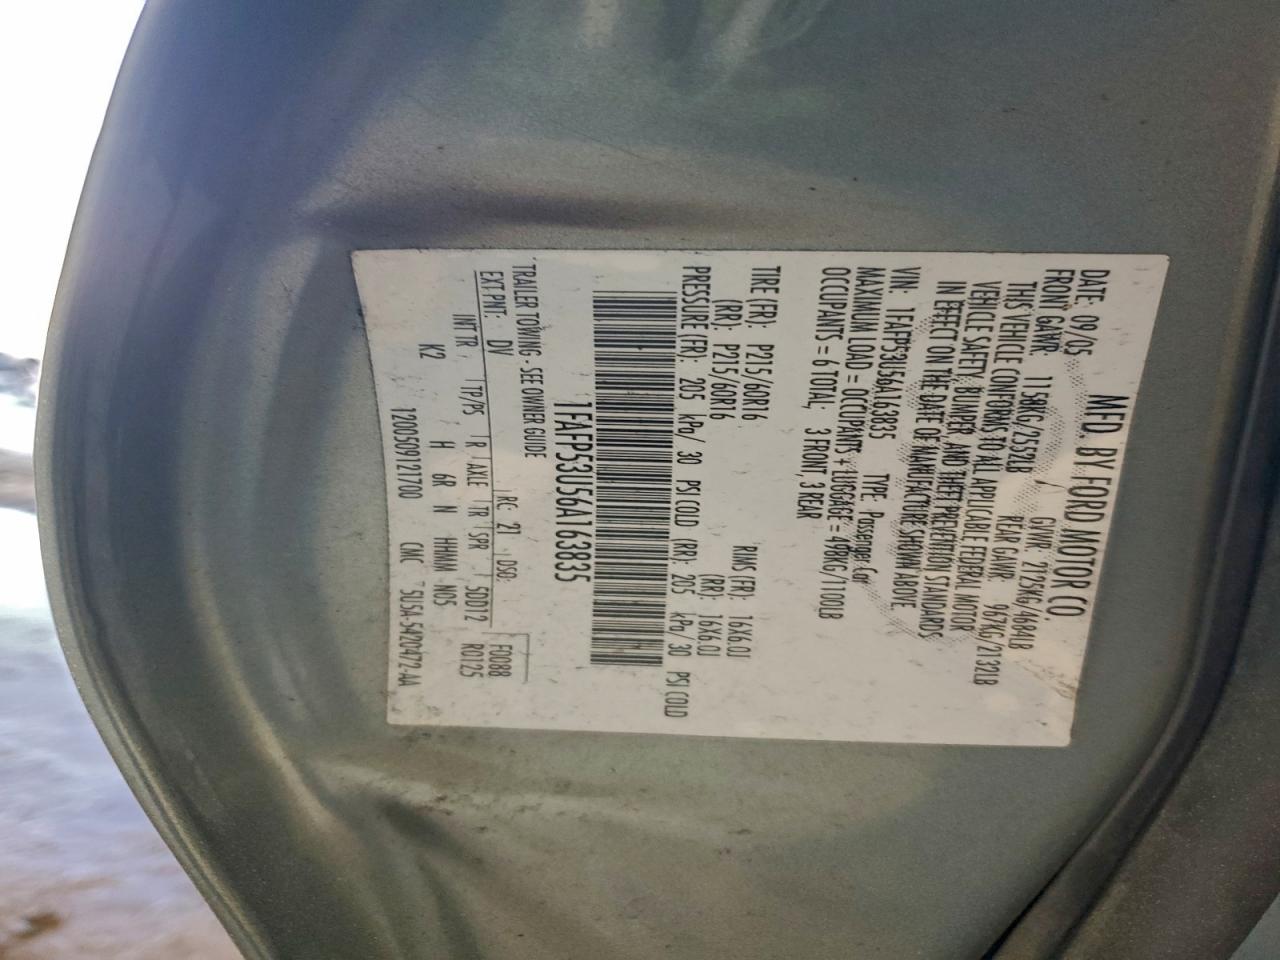 MFD. BY FORD MOTOR CO.
DATE: 09/05 GVWR: 2125KG/4684LB
FRONT GAWR: 1158KG/2552LB REAR GAWR: 967KG/2132LB
THIS VEHICLE CONFORMS TO ALL APPLICABLE FEDERAL MOTOR
VEHICLE SAFETY, BUMPER, AND THEFT PREVENTION STANDARDS
IN EFFECT ON THE DATE OF MANUFACTURE SHOWN ABOVE.
VIN: 1FAFP53U56A163835 TYPE: Passenger Car
MAXIMUM LOAD = OCCUPANTS + LUGGAGE = 498KG/1100LB
OCCUPANTS = 6 TOTAL; 3 FRONT, 3 REAR
TIRE (FR): P215/60R16 RIMS (FR): 16X6.0J
(RR): P215/60R16 (RR): 16X6.0J
PRESSURE (FR): 205 kPa/ 30 PSI COLD (RR): 205 kPa/ 30 PSI COLD
1FAFP53U56A163835
TRAILER TOWING - SEE OWNER GUIDE
EXT PNT: DV RC: 21 DSO: F0088
INT TR TP/PS R AXLE TR SPR 5DD12 R0125
K2 H 6R N HHMM N05
120050912170 0 CMC 5U5A-5420472-AA